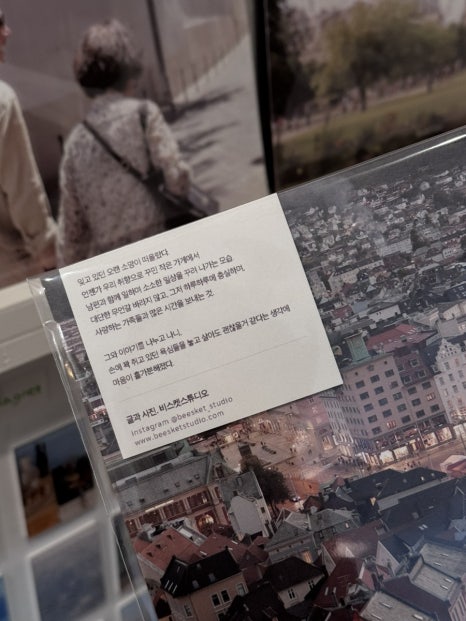 잊고 있던 오랜 소망이 떠올랐다.
언젠가 우리 취향으로 꾸민 작은 가게에서
남편과 함께 일하며 소소한 일상을 꾸려 나가는 모습.
대단한 무언갈 바라지 않고, 그저 하루하루에 충실하며,
사랑하는 가족들과 많은 시간을 보내는 것.
그와 이야기를 나누고 나니,
손에 꽉 쥐고 있던 욕심들을 놓고 살아도 괜찮을거 같다는 생각에
마음이 홀가분해졌다.
글과 사진. 비스켓스튜디오
Instagram @beesket_studio
www.beesketstudio.com